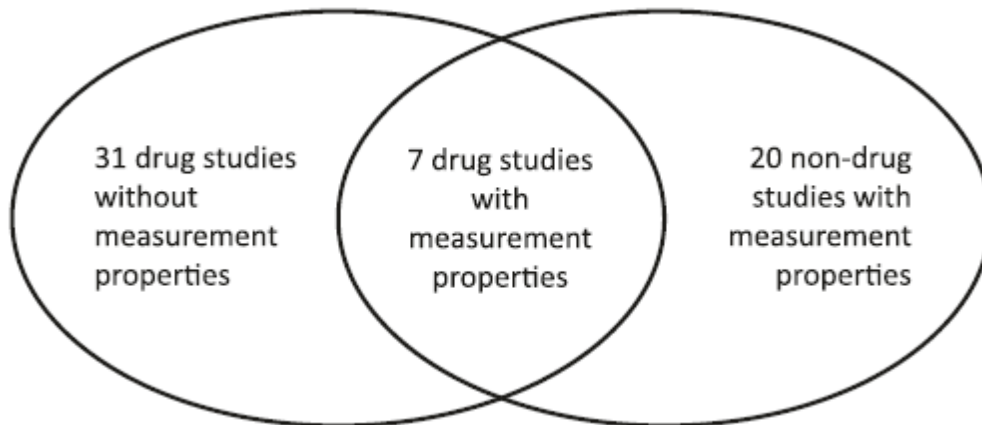 31 drug studies
without
measurement
properties
7 drug studies
with
measurement
properties
20 non-drug
studies with
measurement
properties